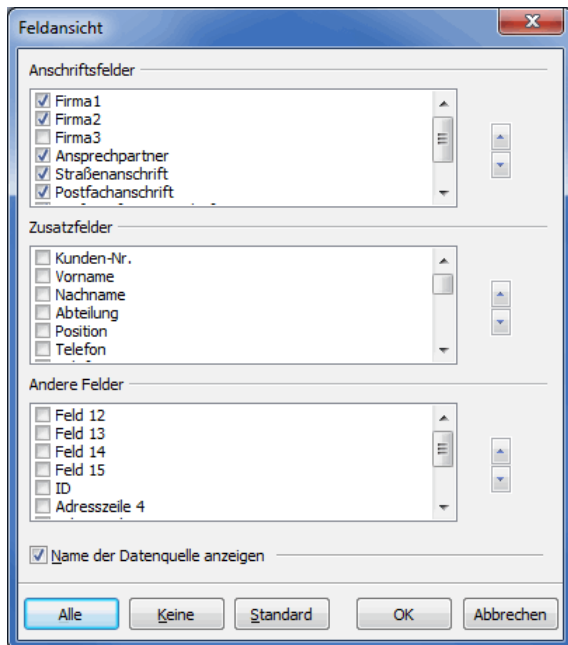 Feldansicht
Anschriftsfelder
Firma1
Firma2
Firma3
Ansprechpartner
Straßenanschrift
Postfachanschrift
Zusatzfelder
Kunden-Nr.
Vorname
Nachname
Abteilung
Position
Telefon
Andere Felder
Feld 12
Feld 13
Feld 14
Feld 15
ID
Adresszeile 4
Name der Datenquelle anzeigen
Alle Keine Standard OK Abbrechen